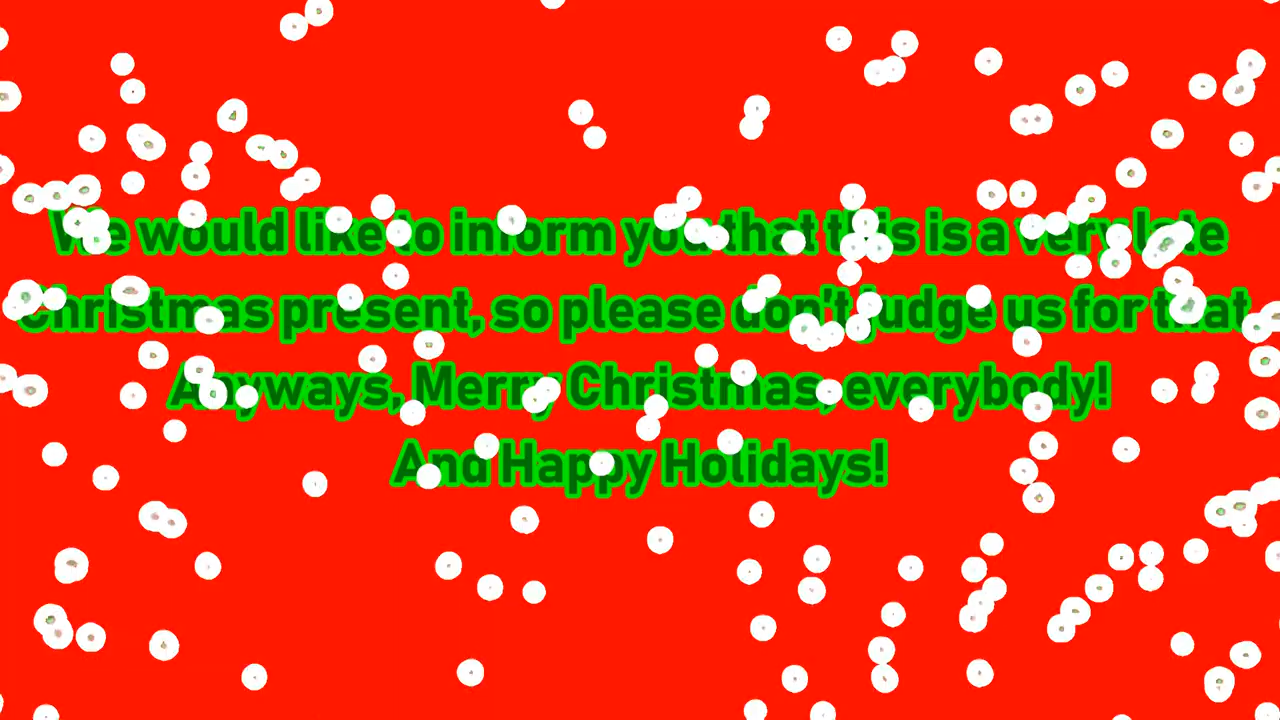 We would like to inform you that this is a very late
Christmas present, so please don't judge us for that
Anyways, Merry Christmas, everybody!
And Happy Holidays!